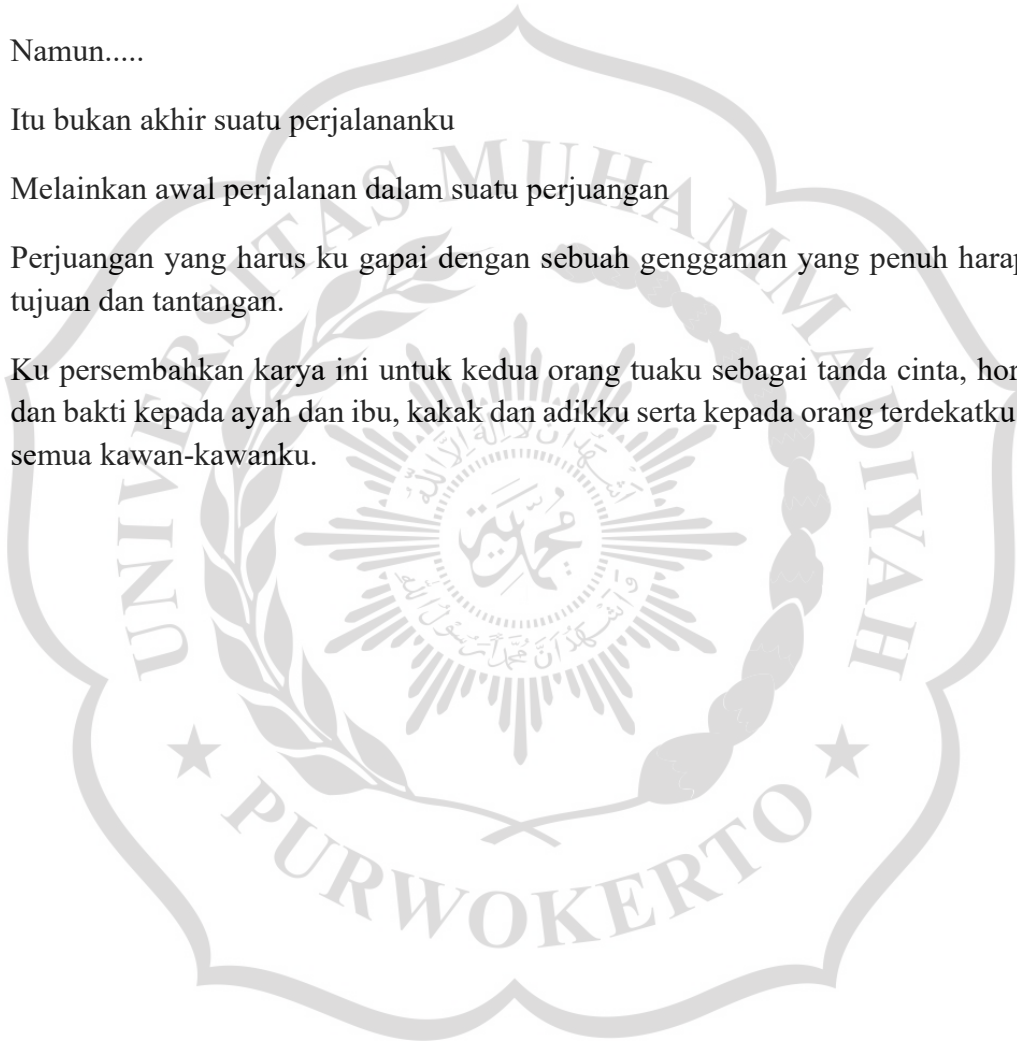 Namun.....
Itu bukan akhir suatu perjalananku
Melainkan awal perjalanan dalam suatu perjuangan
Perjuangan yang harus ku gapai dengan sebuah genggaman yang penuh harap
tujuan dan tantangan.
Ku persembahkan karya ini untuk kedua orang tuaku sebagai tanda cinta, hor
dan bakti kepada ayah dan ibu, kakak dan adikku serta kepada orang terdekatku
semua kawan-kawanku.
UNIVERSITAS MUHAMMADIYAH
PURWOKERTO